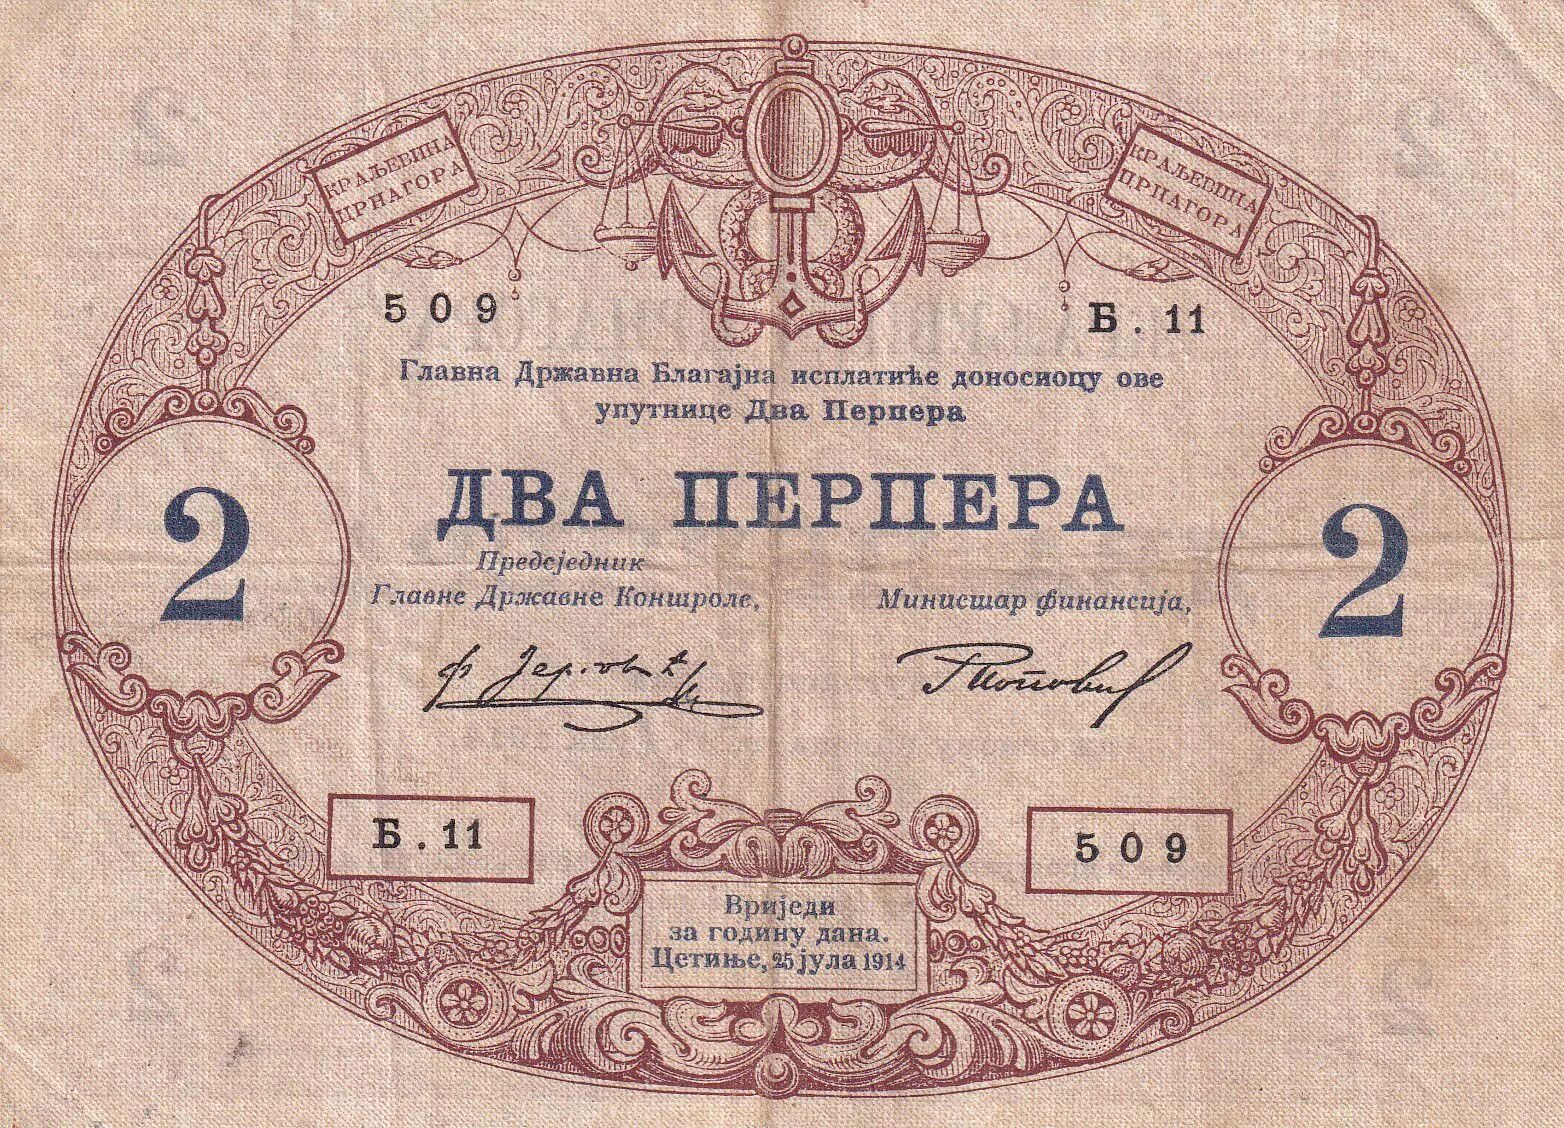 КРАЉЕВИНА
ЦРНАГОРА
КРАЉЕВИНА
ЦРНАГОРА
509
Б. 11
Главна Државна Благајна исплатиће доносиоцу ове
упутнице Два Перпера
ДВА ПЕРПЕРА
2
2
Предсједник
Главне Државне Контроле,
Министар финансија,
Б. 11
509
Вриједи
за годину дана.
Цетиње, 25 јула 1914